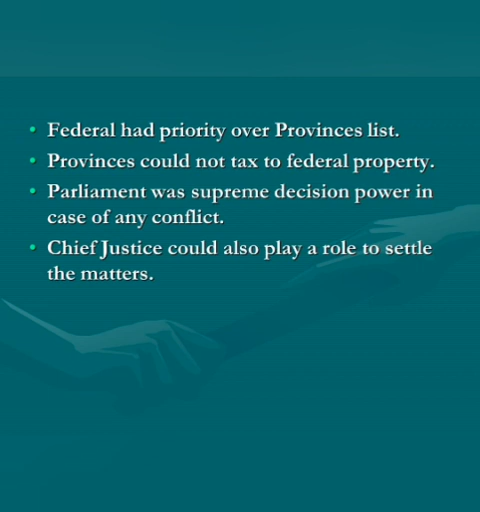 • Federal had priority over Provinces list.
• Provinces could not tax to federal property.
• Parliament was supreme decision power in
case of any conflict.
• Chief Justice could also play a role to settle
the matters.